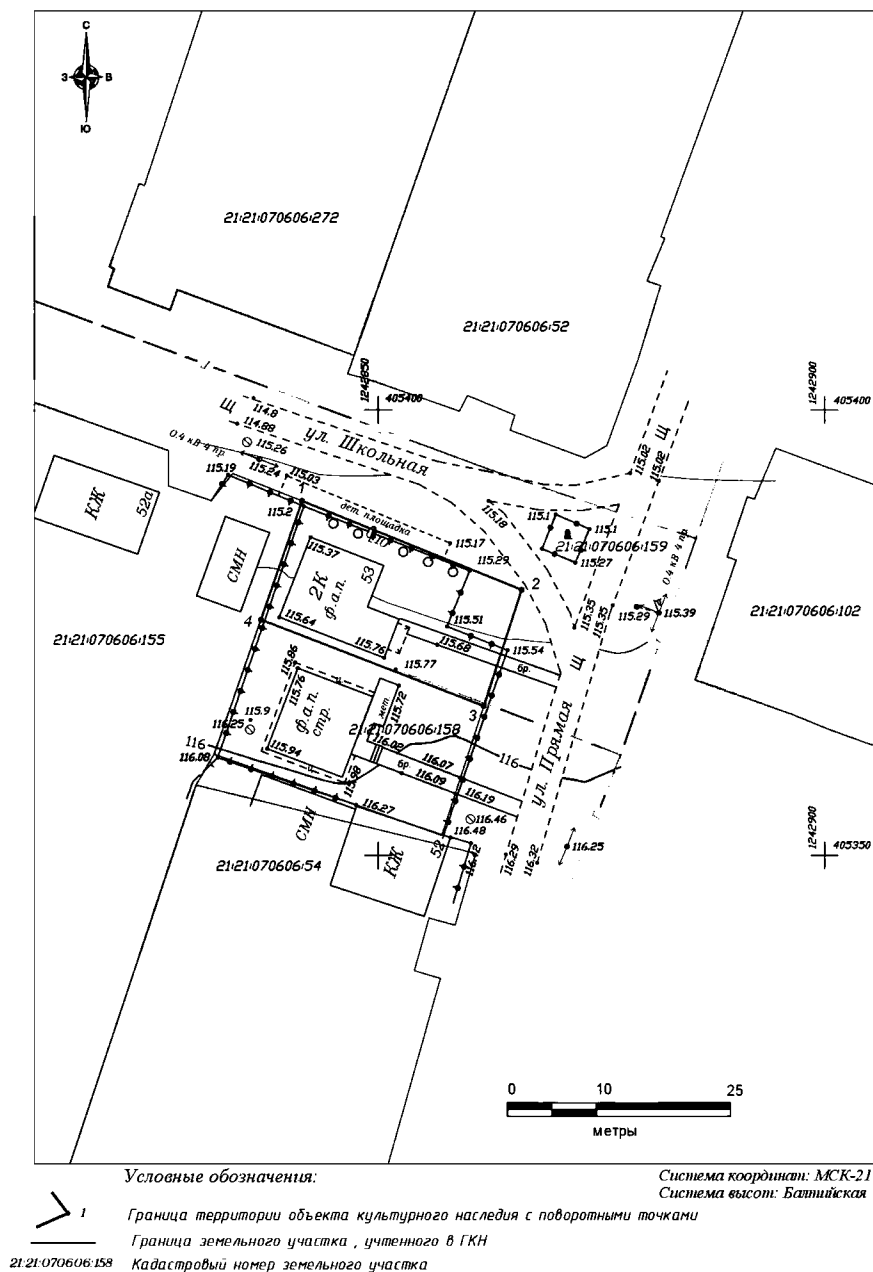 С
З В
Ю
21:21:070606:272
21:21:070606:52
1242850
405400
1242900
405400
Щ
114.8
114.88
115.26
ул. Школьная
0.4 кВ 4 пр.
115.24
115.19
115.03
115.2
дет. площадка
КЖ
52а
СМН
115.37
115.17
115.29
115.18
115.02
115.02
Щ
115.1
115.1
21:21:070606:159
115.27
0.4 кВ 4 пр.
2
2К
ф.а.п.
53
115.64
115.51
115.76
115.68
115.54
115.35
115.35
115.29
115.39
21:21:070606:102
4
21:21:070606:155
115.86
115.76
115.77
бр.
Щ
3
115.72
мет.
ц
ф.а.п.
стр.
115.9
116.25
21:21:070606:158
116
116.08
115.94
115.98
116.08
116.07
116
бр.
116.09
116.19
ул. Прямая
116.27
СМН
116.46
116.48
52
116.42
116.29
116.32
116.25
КЖ
21:21:070606:54
1242900
405350
0 10 25
метры
Условные обозначения:
Система координат: МСК-21
Система высот: Балтийская
1 Граница территории объекта культурного наследия с поворотными точками
Граница земельного участка , учтенного в ГКН
21:21:070606:158 Кадастровый номер земельного участка